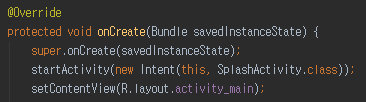 @Override
protected void onCreate(Bundle savedInstanceState) {
super.onCreate(savedInstanceState);
startActivity(new Intent(this, SplashActivity.class));
setContentView(R.layout.activity_main);